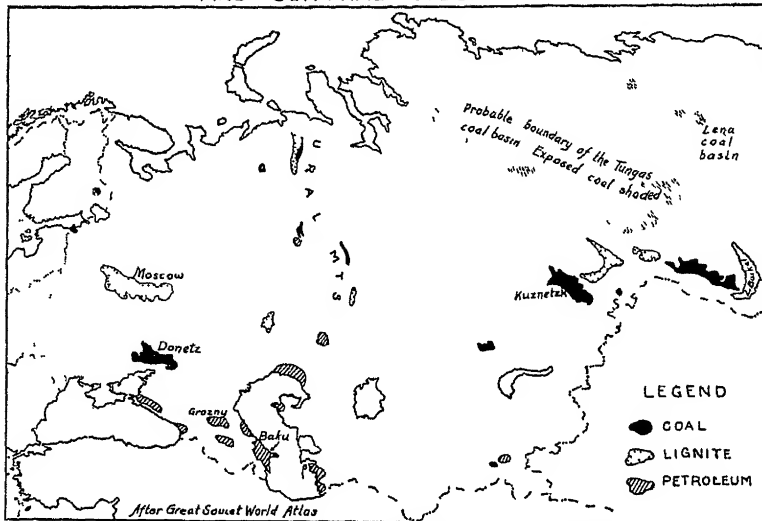 Probable boundary of the Tungas
coal basin Exposed coal shaded
Lena
coal
basin
URAL
MTS
Moscow
Kuznetzk
Donetz
Grozny
Baku
LEGEND
COAL
LIGNITE
PETROLEUM
After Great Soviet World Atlas